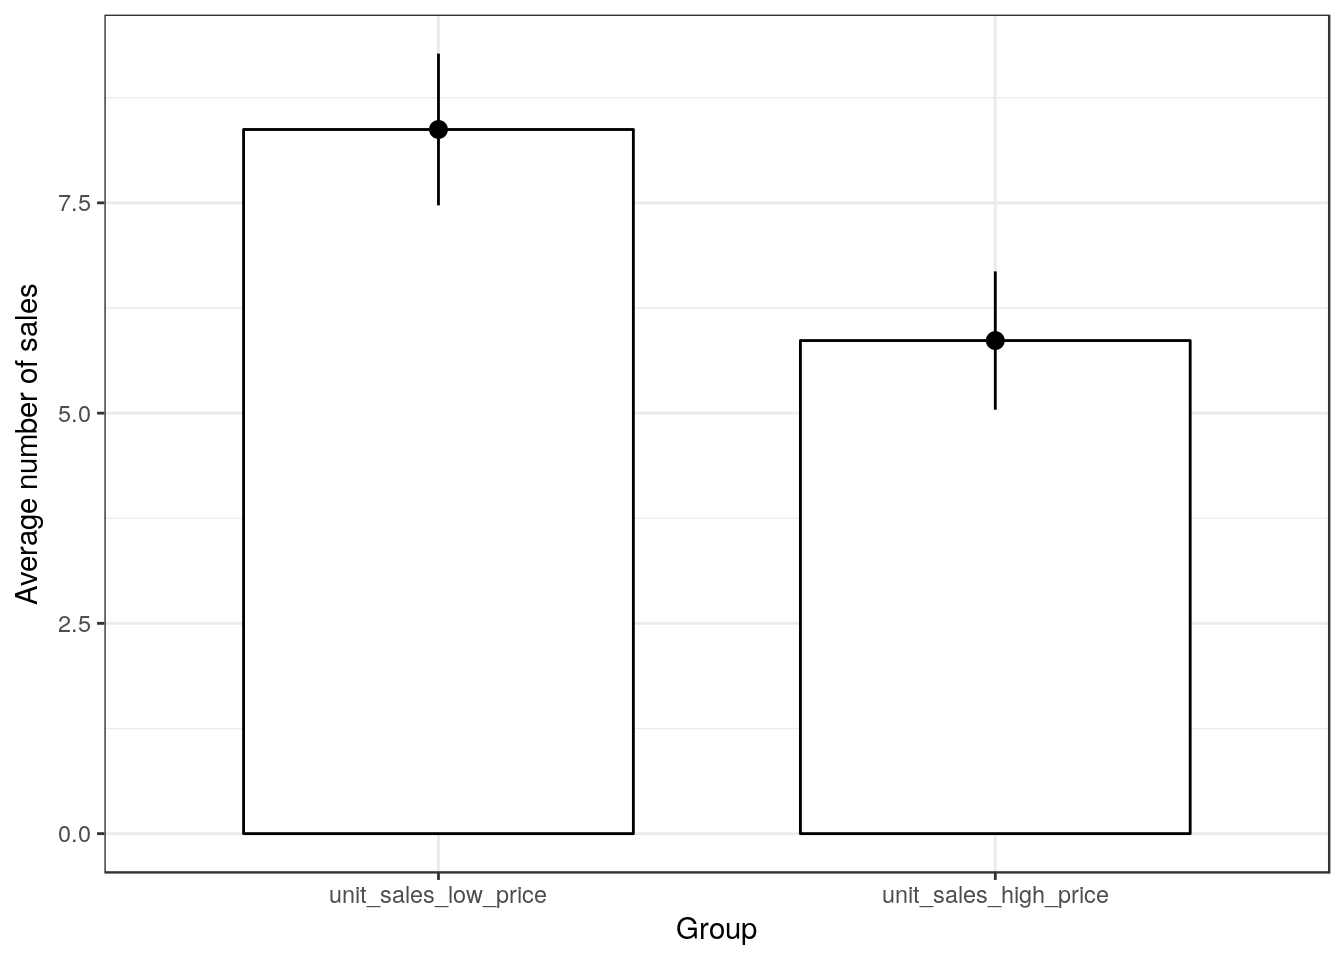 Average number of sales
7.5
5.0
2.5
0.0
unit_sales_low_price
unit_sales_high_price
Group